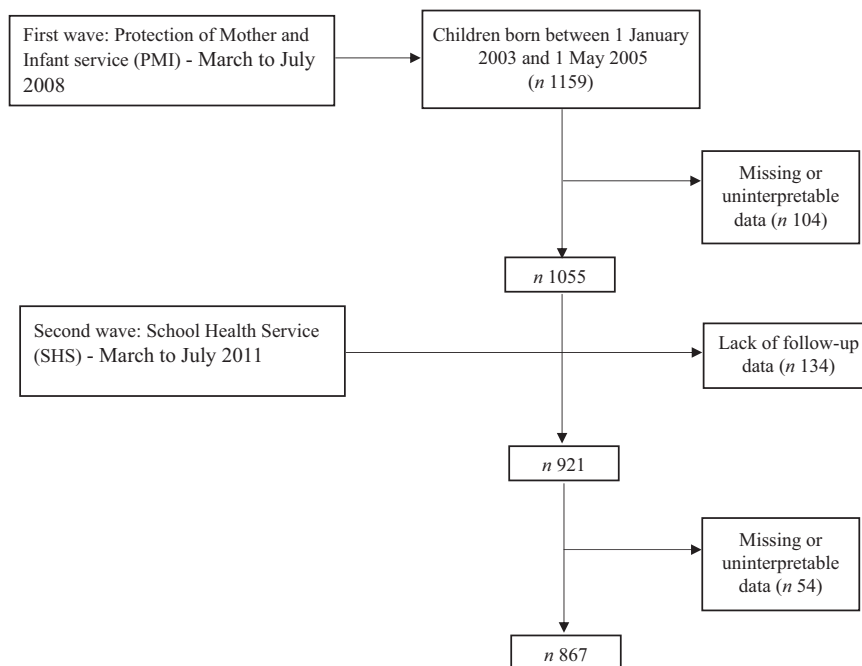 First wave: Protection of Mother and
Infant service (PMI) - March to July
2008
Children born between 1 January
2003 and 1 May 2005
(n 1159)
Missing or
uninterpretable
data (n 104)
n 1055
Second wave: School Health Service
(SHS) - March to July 2011
Lack of follow-up
data (n 134)
n 921
Missing or
uninterpretable
data (n 54)
n 867